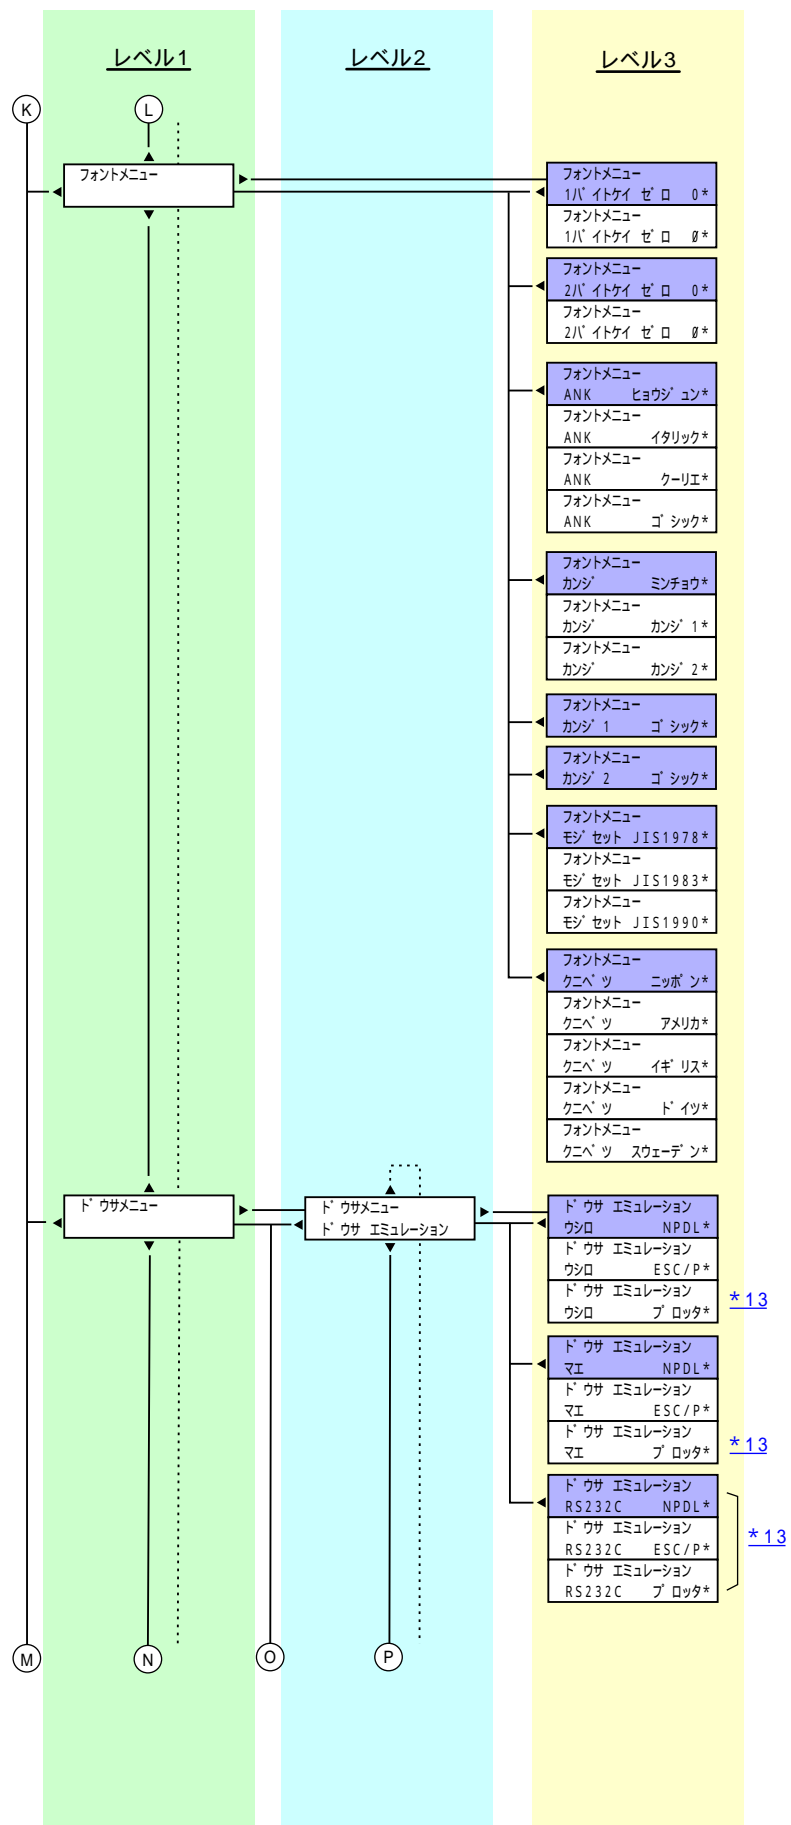 レベル1
レベル2
レベル3
K
L
フォントメニュー
フォントメニュー
1バイトケイ ゼロ 0*
フォントメニュー
1バイトケイ ゼロ Ø*
フォントメニュー
2バイトケイ ゼロ 0*
フォントメニュー
2バイトケイ ゼロ Ø*
フォントメニュー
ANK ヒョウジュン*
フォントメニュー
ANK イタリック*
フォントメニュー
ANK クーリエ*
フォントメニュー
ANK ゴシック*
フォントメニュー
カンジ ミンチョウ*
フォントメニュー
カンジ カンジ1*
フォントメニュー
カンジ カンジ2*
フォントメニュー
カンジ1 ゴシック*
フォントメニュー
カンジ2 ゴシック*
フォントメニュー
モジセット JIS1978*
フォントメニュー
モジセット JIS1983*
フォントメニュー
モジセット JIS1990*
フォントメニュー
クニベツ ニッポン*
フォントメニュー
クニベツ アメリカ*
フォントメニュー
クニベツ イギリス*
フォントメニュー
クニベツ ドイツ*
フォントメニュー
クニベツ スウェーデン*
ドウサメニュー
ドウサメニュー
ドウサ エミュレーション
ドウサ エミュレーション
ウシロ NPDL*
ドウサ エミュレーション
ウシロ ESC/P*
ドウサ エミュレーション
ウシロ プロッタ*
*13
ドウサ エミュレーション
マエ NPDL*
ドウサ エミュレーション
マエ ESC/P*
ドウサ エミュレーション
マエ プロッタ*
*13
ドウサ エミュレーション
RS232C NPDL*
ドウサ エミュレーション
RS232C ESC/P*
ドウサ エミュレーション
RS232C プロッタ*
*13
M
N
O
P